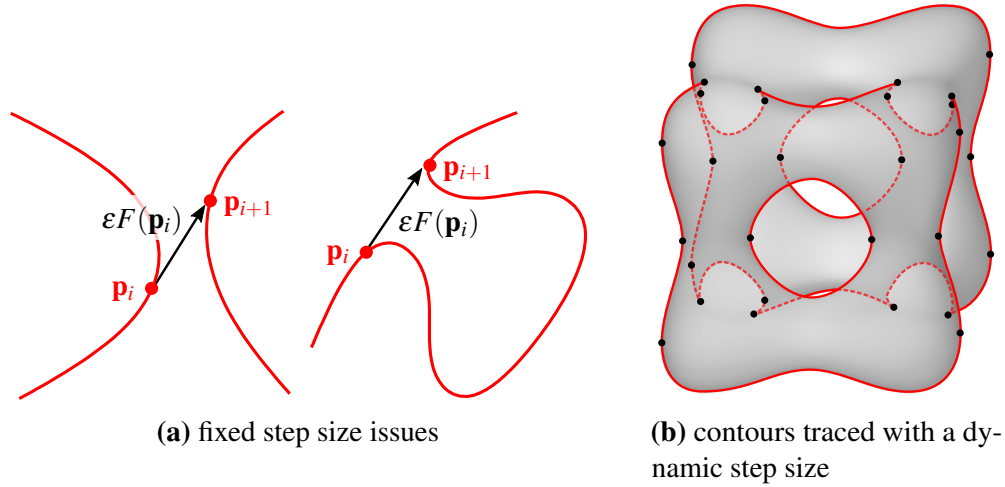 εF(pᵢ)
pᵢ
pᵢ₊₁
εF(pᵢ)
pᵢ
pᵢ₊₁
(a) fixed step size issues
(b) contours traced with a dy-
namic step size